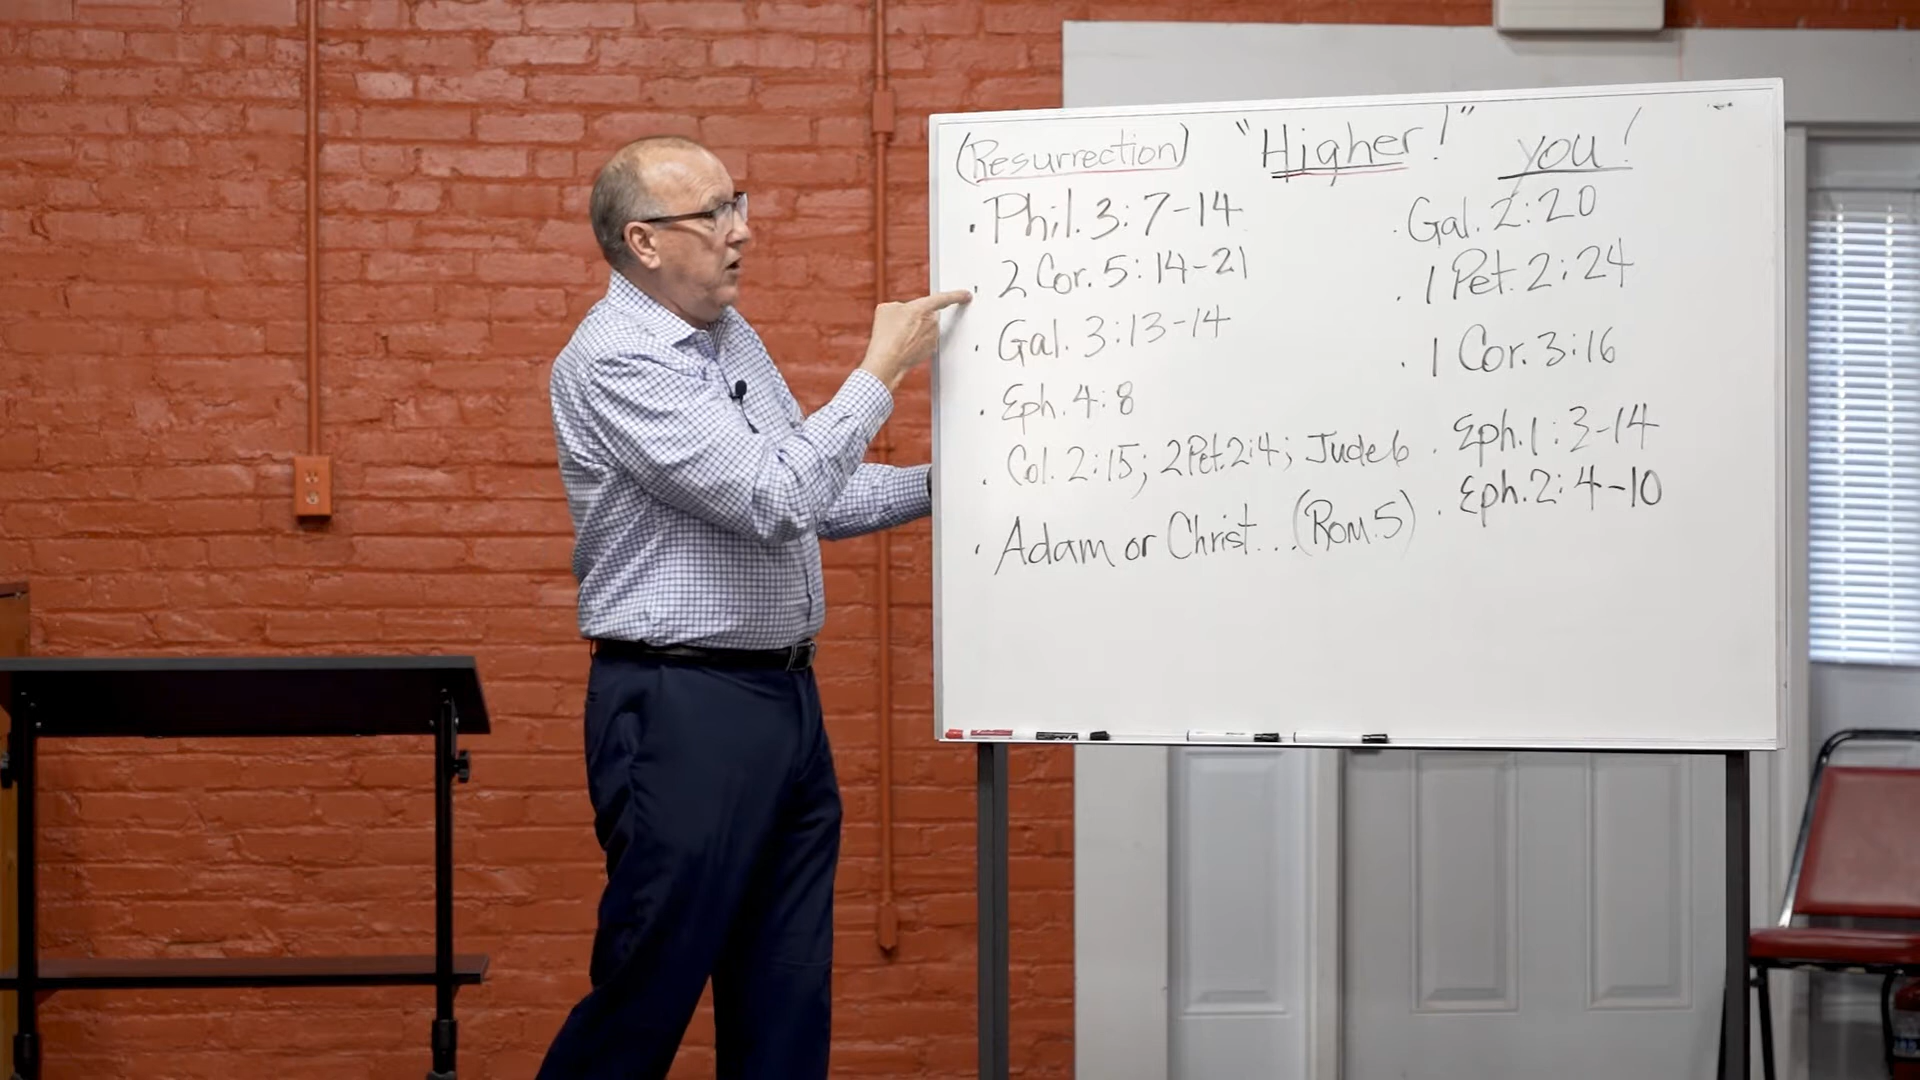 (Resurrection) "Higher!" you!
· Phil. 3:7-14
· 2 Cor. 5:14-21
· Gal. 3:13-14
· Eph. 4:8
· Col. 2:15; 2 Pet. 2:4; Jude 6
· Adam or Christ...(Rom. 5)
· Gal. 2:20
· 1 Pet. 2:24
· 1 Cor. 3:16
· Eph. 1:3-14
· Eph. 2:4-10